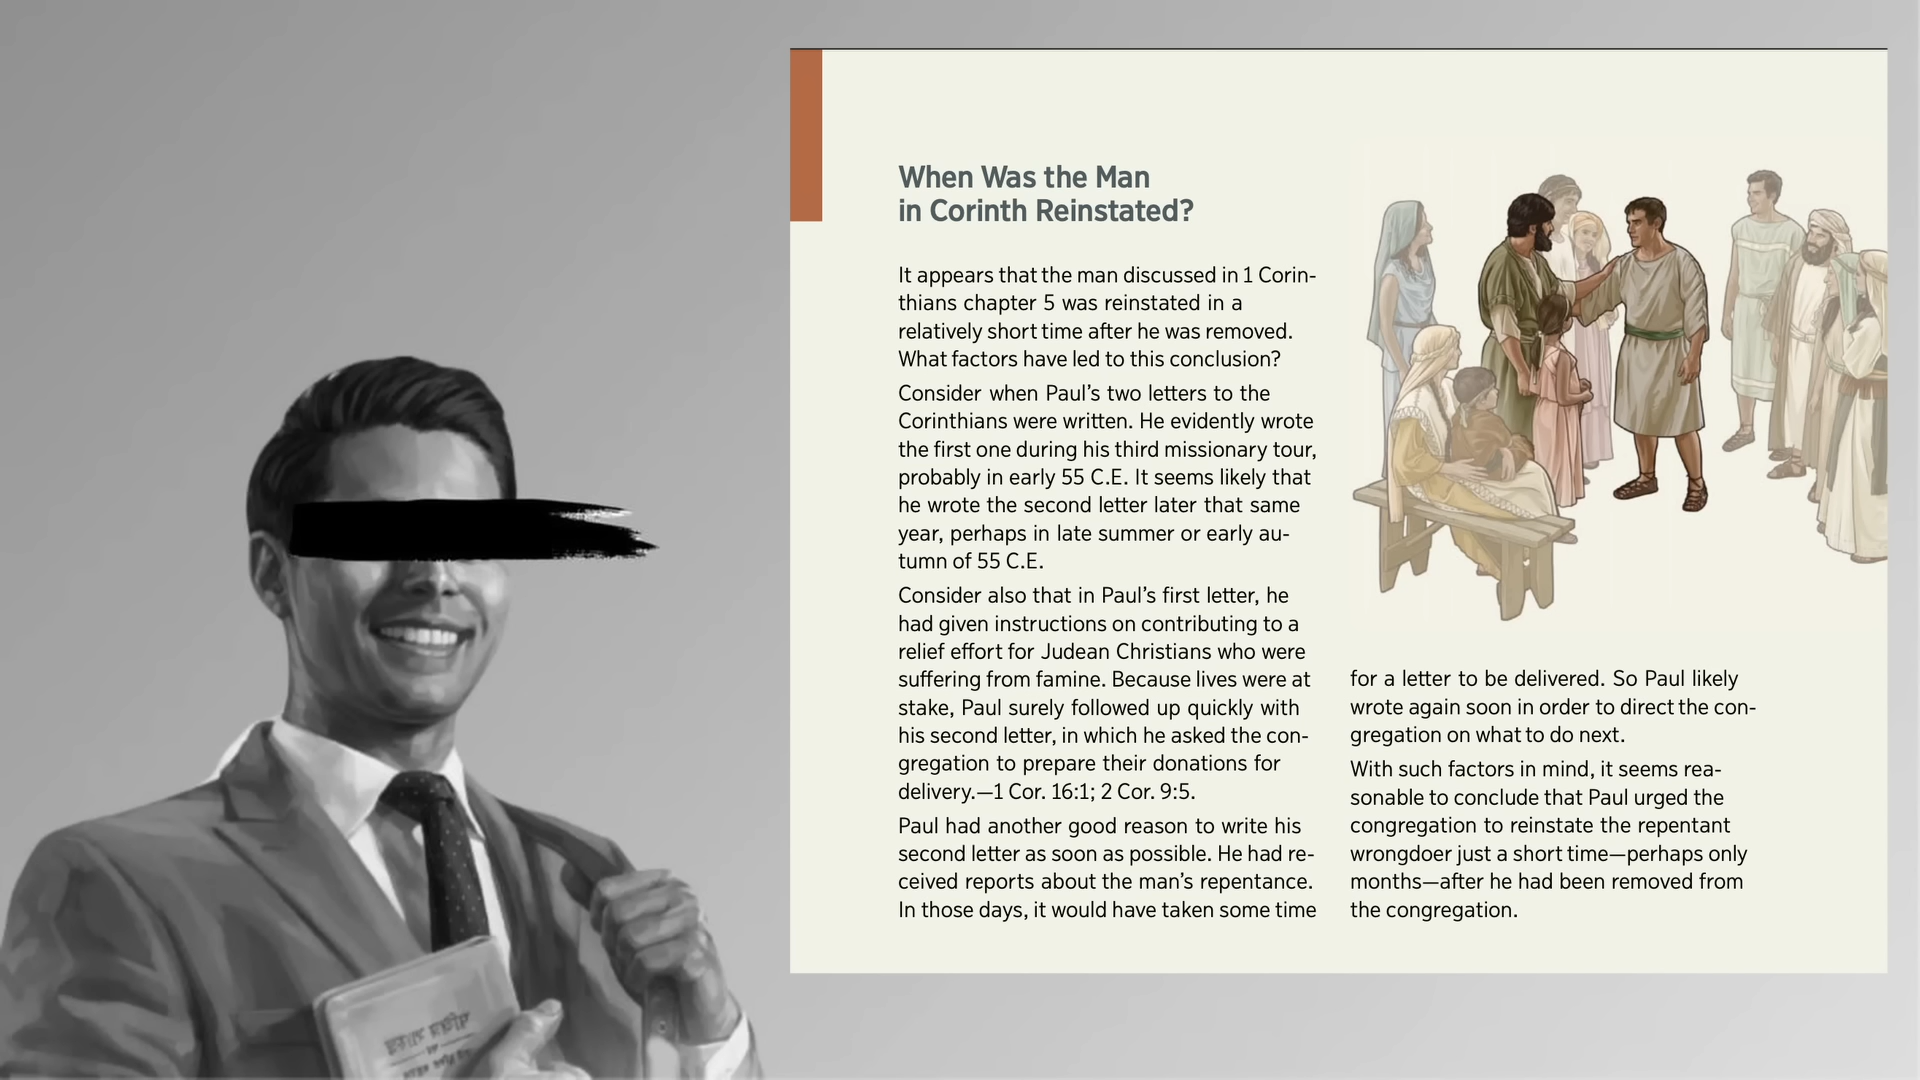 When Was the Man
in Corinth Reinstated?
It appears that the man discussed in 1 Corin-
thians chapter 5 was reinstated in a
relatively short time after he was removed.
What factors have led to this conclusion?
Consider when Paul’s two letters to the
Corinthians were written. He evidently wrote
the first one during his third missionary tour,
probably in early 55 C.E. It seems likely that
he wrote the second letter later that same
year, perhaps in late summer or early au-
tumn of 55 C.E.
Consider also that in Paul’s first letter, he
had given instructions on contributing to a
relief effort for Judean Christians who were
suffering from famine. Because lives were at
stake, Paul surely followed up quickly with
his second letter, in which he asked the con-
gregation to prepare their donations for
delivery.—1 Cor. 16:1; 2 Cor. 9:5.
Paul had another good reason to write his
second letter as soon as possible. He had re-
ceived reports about the man’s repentance.
In those days, it would have taken some time
for a letter to be delivered. So Paul likely
wrote again soon in order to direct the con-
gregation on what to do next.
With such factors in mind, it seems rea-
sonable to conclude that Paul urged the
congregation to reinstate the repentant
wrongdoer just a short time—perhaps only
months—after he had been removed from
the congregation.